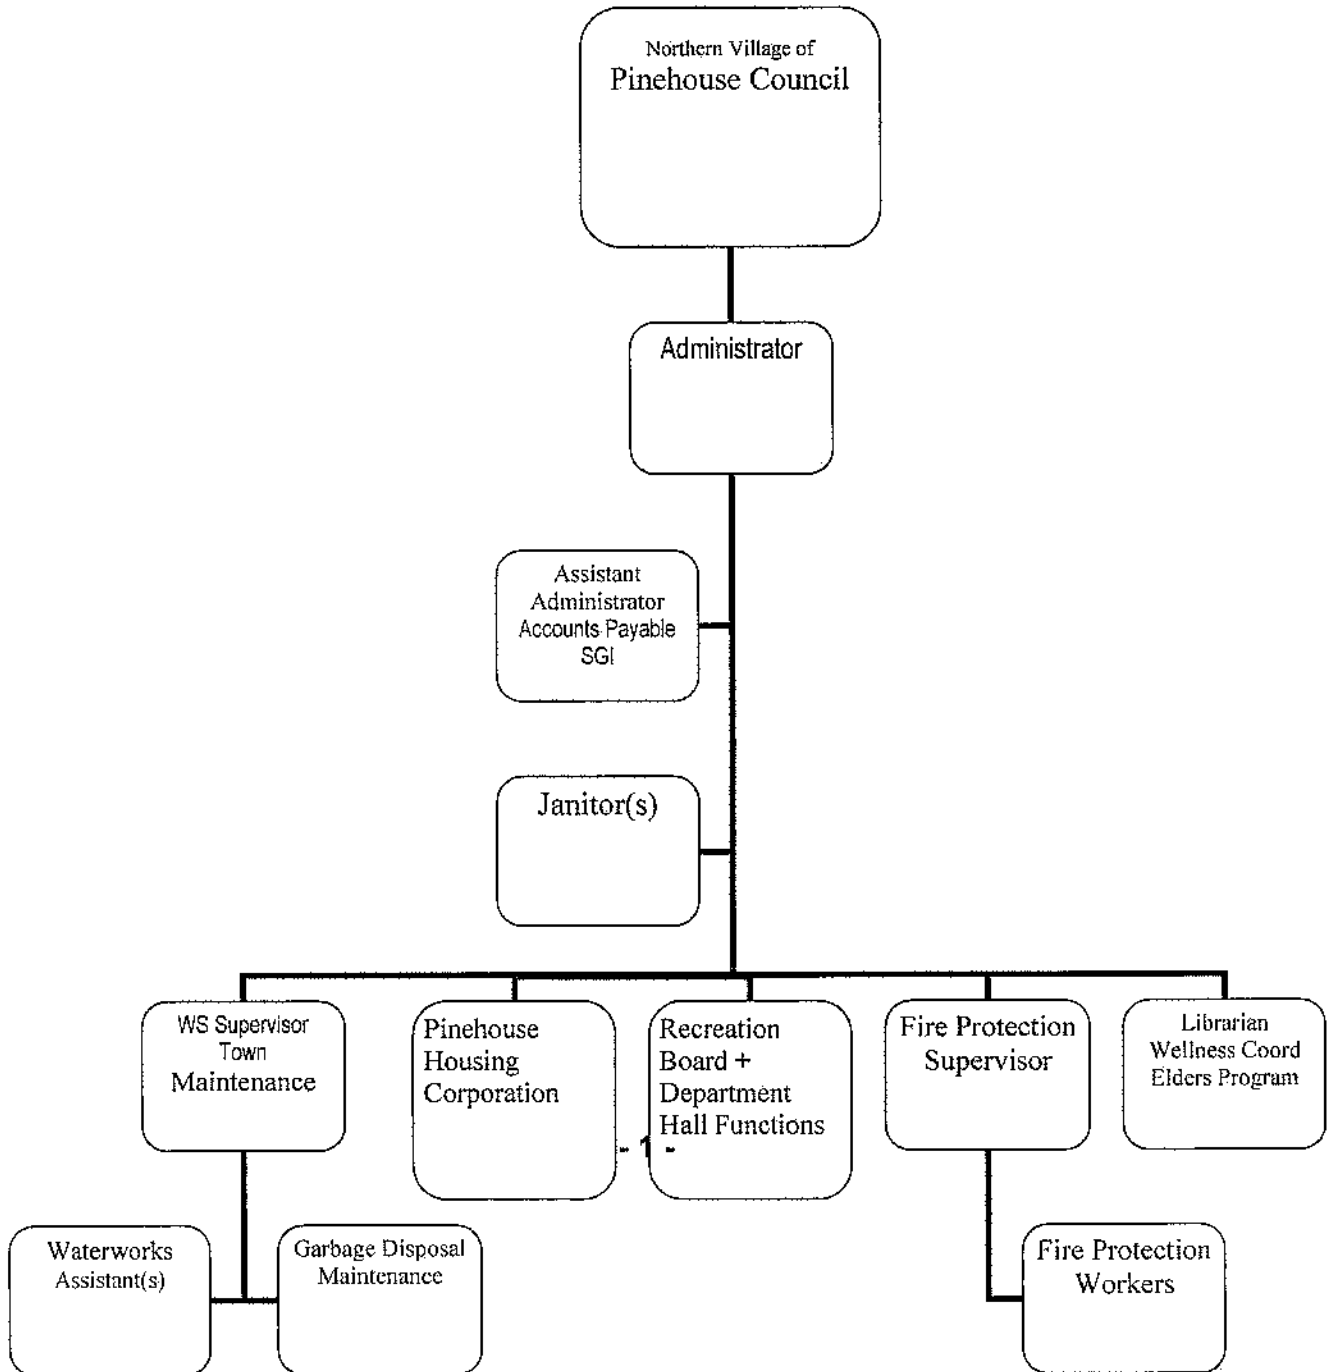 Northern Village of
Pinehouse Council
Administrator
Assistant
Administrator
Accounts Payable
SGI
Janitor(s)
WS Supervisor
Town
Maintenance
Pinehouse
Housing
Corporation
Recreation
Board +
Department
Hall Functions
Fire Protection
Supervisor
Librarian
Wellness Coord
Elders Program
- 1 -
Waterworks
Assistant(s)
Garbage Disposal
Maintenance
Fire Protection
Workers